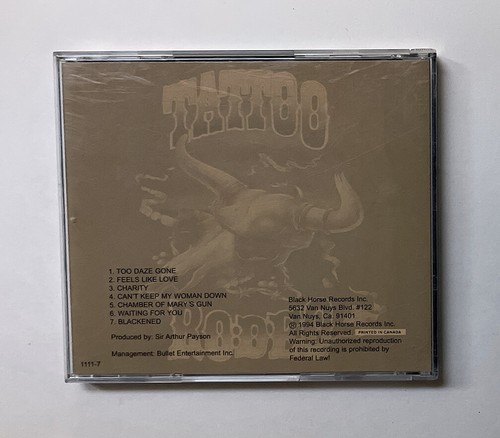 TATTOO
RODEO
1. TOO DAZE GONE
2. FEELS LIKE LOVE
3. CHARITY
4. CAN'T KEEP MY WOMAN DOWN
5. CHAMBER OF MARY'S GUN
6. WAITING FOR YOU
7. BLACKENED
Produced by: Sir Arthur Payson
Management: Bullet Entertainment Inc.
1111-7
Black Horse Records Inc.
5632 Van Nuys Blvd. #122
Van Nuys, Ca. 91401
℗ 1994 Black Horse Records Inc.
All Rights Reserved. PRINTED IN CANADA
Warning: Unauthorized reproduction
of this recording is prohibited by
Federal Law!